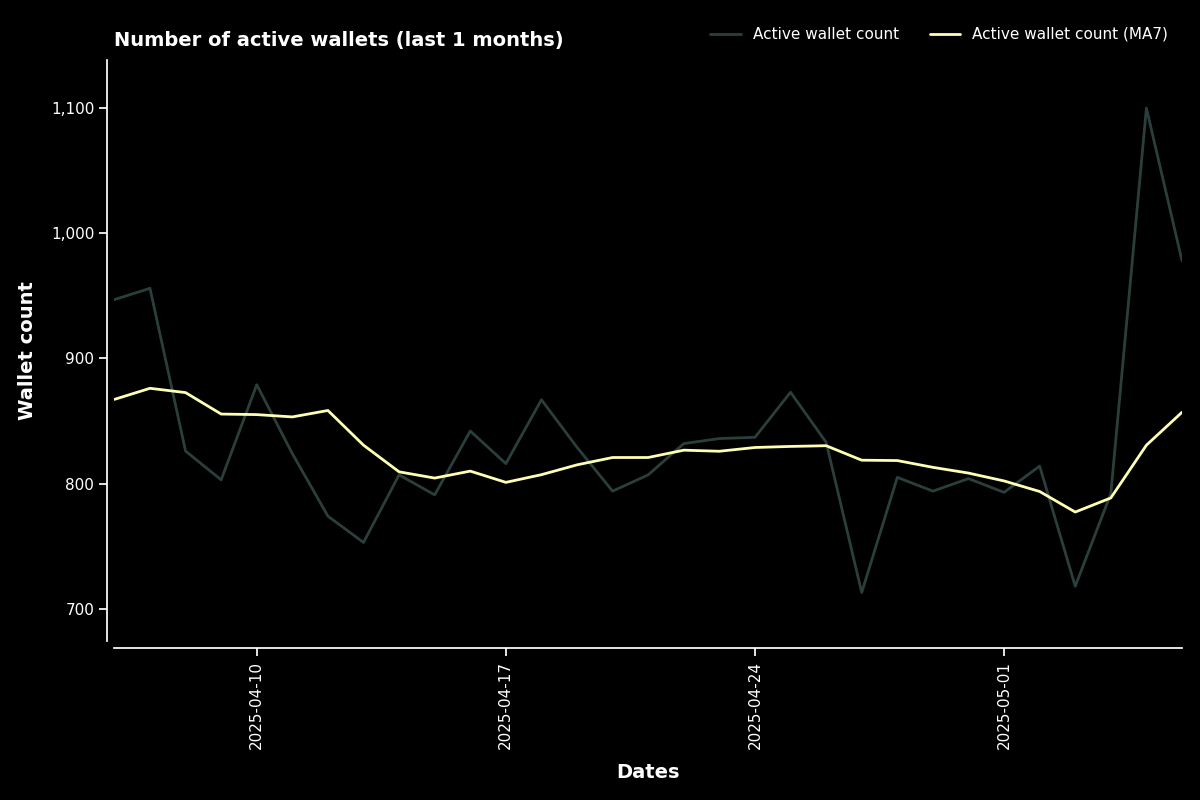 Number of active wallets (last 1 months)
Active wallet count
Active wallet count (MA7)
Wallet count
1,100
1,000
900
800
700
2025-04-10
2025-04-17
2025-04-24
2025-05-01
Dates